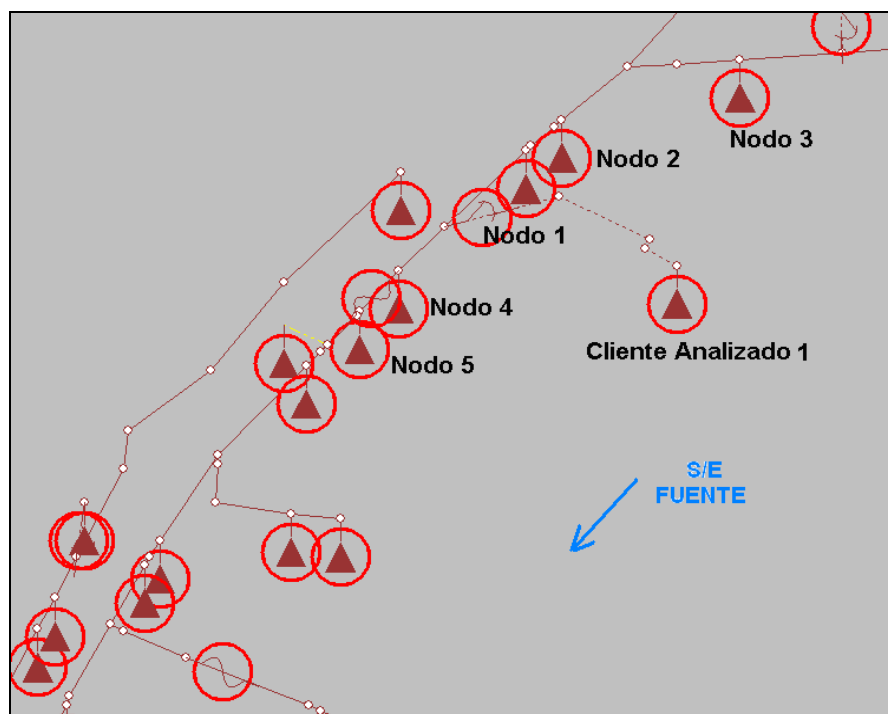 Nodo 3
Nodo 2
Nodo 1
Nodo 4
Cliente Analizado 1
Nodo 5
S/E
FUENTE